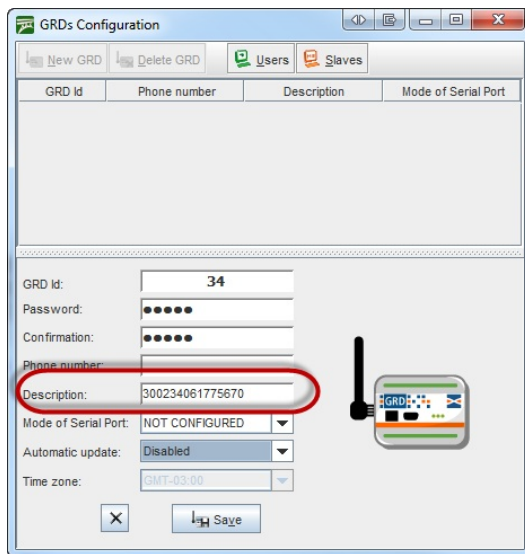 GRDs Configuration
New GRD Delete GRD Users Slaves
GRD Id Phone number Description Mode of Serial Port
GRD Id: 34
Password: ●●●●●
Confirmation: ●●●●●
Phone number:
Description: 300234061775670
Mode of Serial Port: NOT CONFIGURED
Automatic update: Disabled
Time zone: GMT-03:00
X Save
GRD